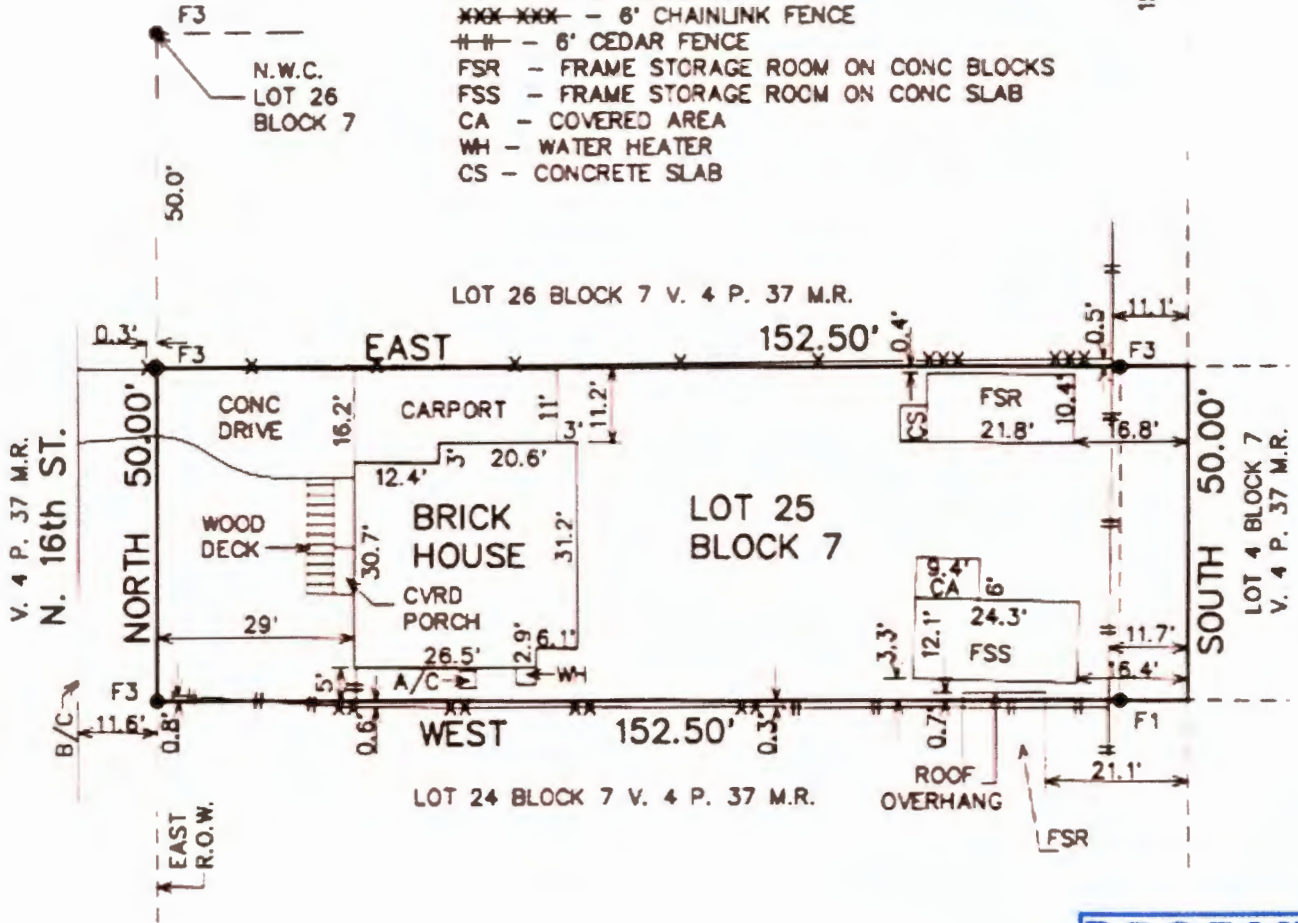 F3
N.W.C.
LOT 26
BLOCK 7
50.0'
XXX XXX – 6' CHAINLINK FENCE
# # – 6' CEDAR FENCE
FSR – FRAME STORAGE ROOM ON CONC BLOCKS
FSS – FRAME STORAGE ROOM ON CONC SLAB
CA – COVERED AREA
WH – WATER HEATER
CS – CONCRETE SLAB
LOT 26 BLOCK 7 V. 4 P. 37 M.R.
0.3'
F3
EAST
152.50'
0.4'
0.5'
11.1'
F3
V. 4 P. 37 M.R.
N. 16th ST.
NORTH 50.00'
CONC
DRIVE
16.2'
CARPORT
11'
11.2'
3'
12.4'
3'
20.6'
CS
FSR
21.8'
10.4'
16.8'
WOOD
DECK
30.7'
BRICK
HOUSE
31.2'
LOT 25
BLOCK 7
SOUTH 50.00'
LOT 4 BLOCK 7
V. 4 P. 37 M.R.
CVRD
PORCH
29'
26.5'
2.9'
6.1'
9.4'
CA
6'
24.3'
12.1'
FSS
3.3'
11.7'
16.4'
5'
A/C
WH
F3
F1
B/C
11.6'
0.8'
0.6'
WEST
152.50'
0.3'
0.7'
ROOF
OVERHANG
21.1'
FSR
LOT 24 BLOCK 7 V. 4 P. 37 M.R.
EAST
R.O.W.